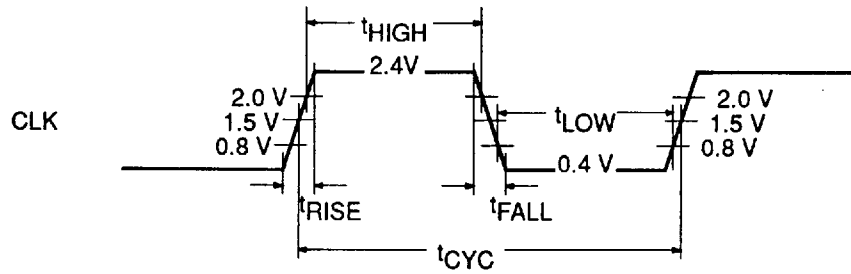 tHIGH
2.4V
2.0 V
2.0 V
CLK
1.5 V
tLOW
1.5 V
0.8 V
0.8 V
0.4 V
tRISE
tFALL
tCYC